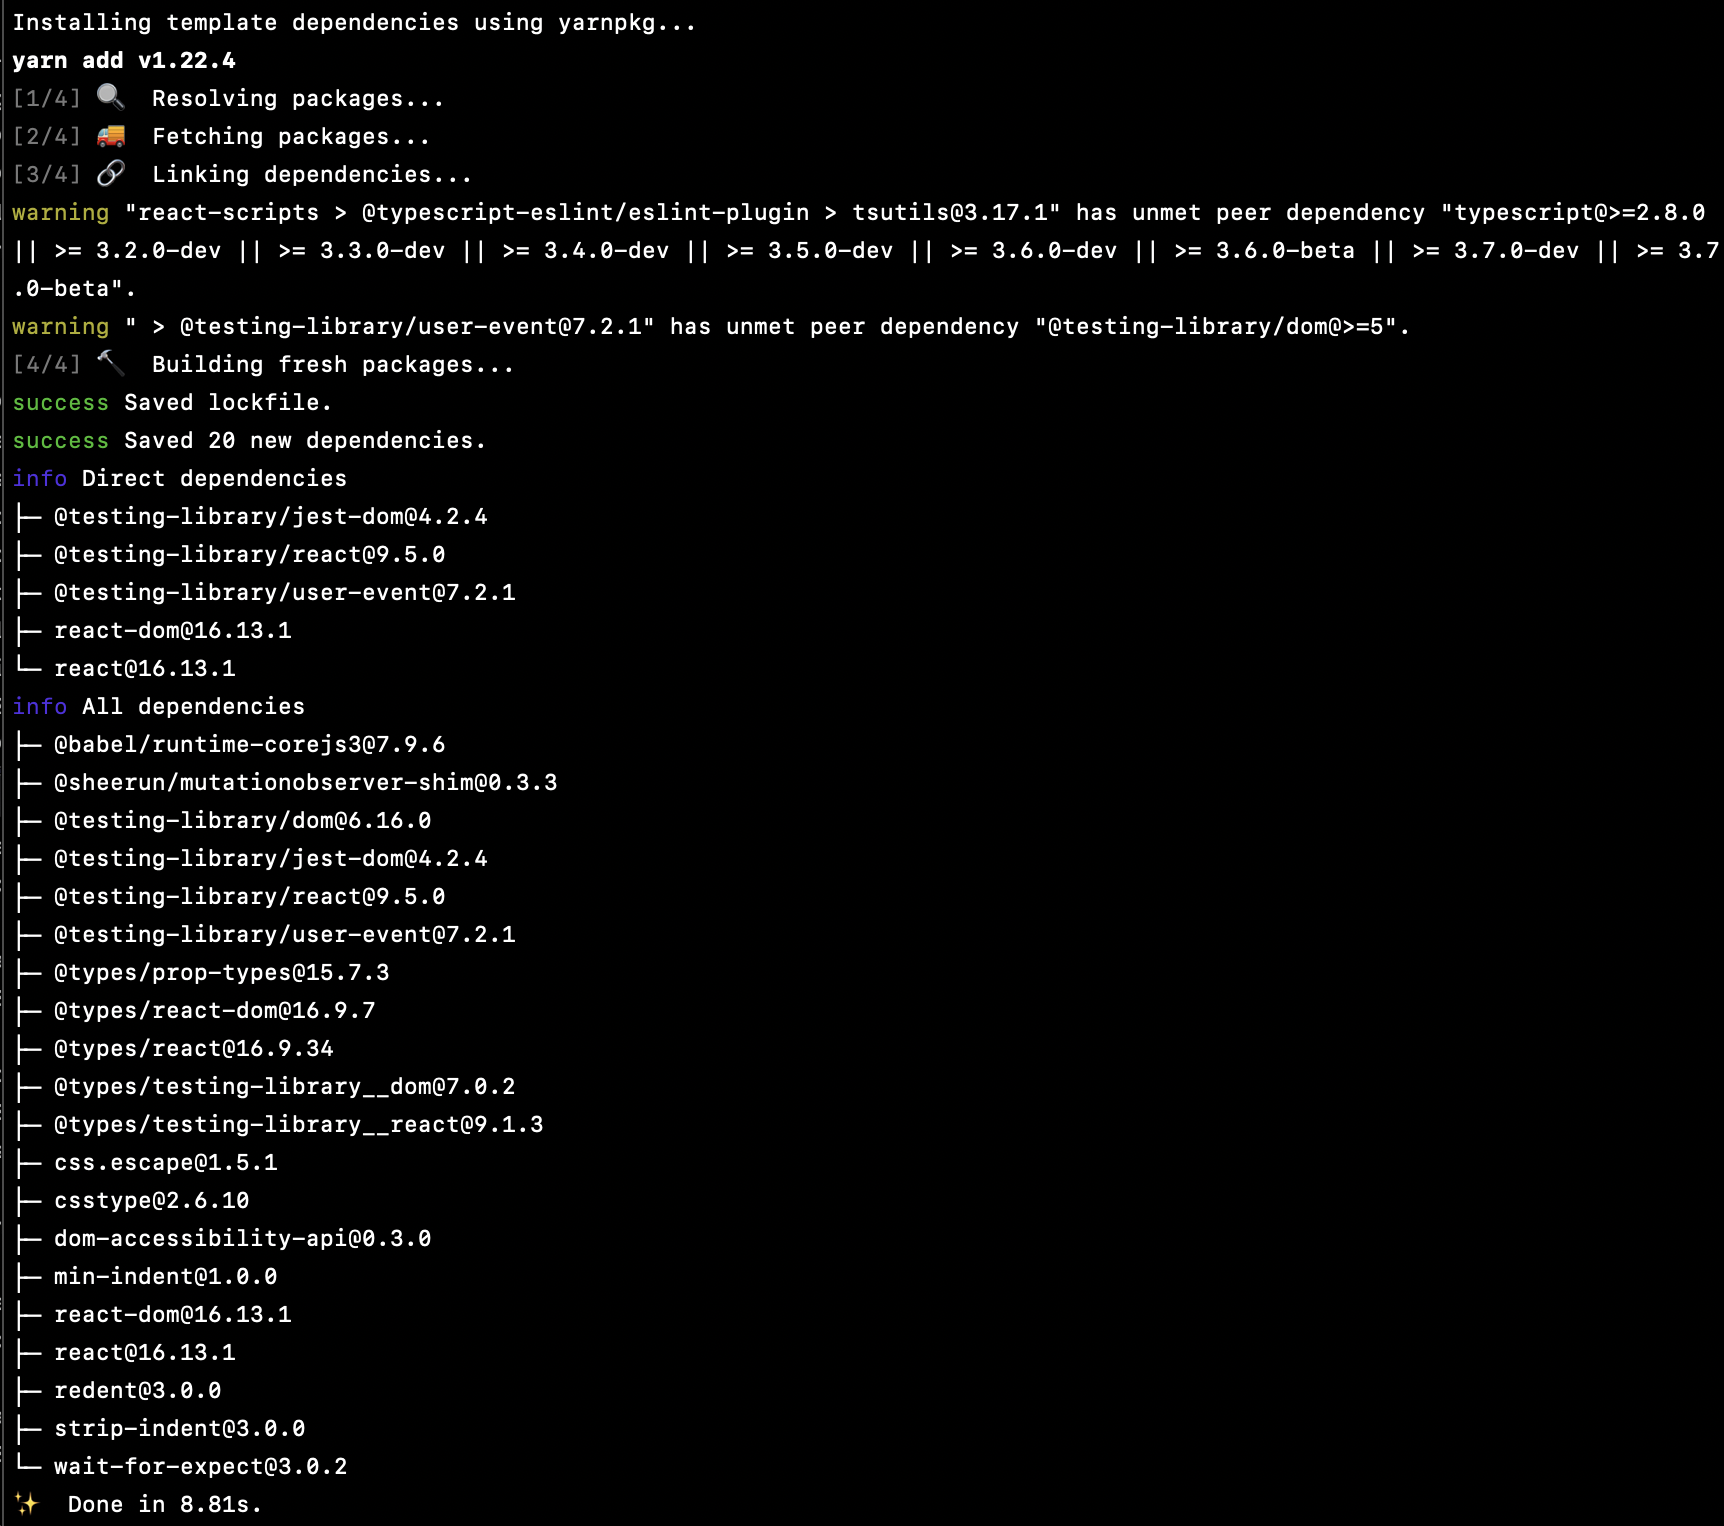 Installing template dependencies using yarnpkg...
yarn add v1.22.4
[1/4] 🔍  Resolving packages...
[2/4] 🚚  Fetching packages...
[3/4] 🔗  Linking dependencies...
warning "react-scripts > @typescript-eslint/eslint-plugin > tsutils@3.17.1" has unmet peer dependency "typescript@>=2.8.0
|| >= 3.2.0-dev || >= 3.3.0-dev || >= 3.4.0-dev || >= 3.5.0-dev || >= 3.6.0-dev || >= 3.6.0-beta || >= 3.7.0-dev || >= 3.7
.0-beta".
warning " > @testing-library/user-event@7.2.1" has unmet peer dependency "@testing-library/dom@>=5".
[4/4] 🔨  Building fresh packages...
success Saved lockfile.
success Saved 20 new dependencies.
info Direct dependencies
├─ @testing-library/jest-dom@4.2.4
├─ @testing-library/react@9.5.0
├─ @testing-library/user-event@7.2.1
├─ react-dom@16.13.1
└─ react@16.13.1
info All dependencies
├─ @babel/runtime-corejs3@7.9.6
├─ @sheerun/mutationobserver-shim@0.3.3
├─ @testing-library/dom@6.16.0
├─ @testing-library/jest-dom@4.2.4
├─ @testing-library/react@9.5.0
├─ @testing-library/user-event@7.2.1
├─ @types/prop-types@15.7.3
├─ @types/react-dom@16.9.7
├─ @types/react@16.9.34
├─ @types/testing-library__dom@7.0.2
├─ @types/testing-library__react@9.1.3
├─ css.escape@1.5.1
├─ csstype@2.6.10
├─ dom-accessibility-api@0.3.0
├─ min-indent@1.0.0
├─ react-dom@16.13.1
├─ react@16.13.1
├─ redent@3.0.0
├─ strip-indent@3.0.0
└─ wait-for-expect@3.0.2
✨  Done in 8.81s.